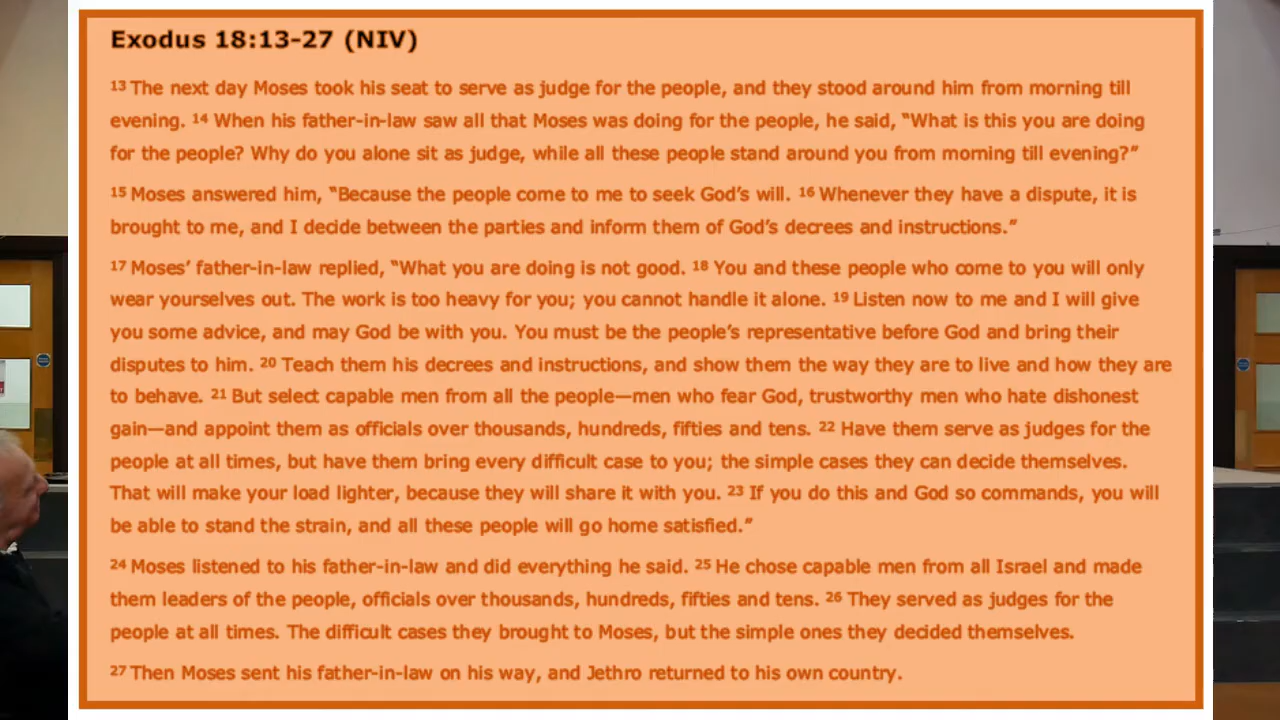 Exodus 18:13-27 (NIV)
13 The next day Moses took his seat to serve as judge for the people, and they stood around him from morning till
evening. 14 When his father-in-law saw all that Moses was doing for the people, he said, “What is this you are doing
for the people? Why do you alone sit as judge, while all these people stand around you from morning till evening?”
15 Moses answered him, “Because the people come to me to seek God’s will. 16 Whenever they have a dispute, it is
brought to me, and I decide between the parties and inform them of God’s decrees and instructions.”
17 Moses’ father-in-law replied, “What you are doing is not good. 18 You and these people who come to you will only
wear yourselves out. The work is too heavy for you; you cannot handle it alone. 19 Listen now to me and I will give
you some advice, and may God be with you. You must be the people’s representative before God and bring their
disputes to him. 20 Teach them his decrees and instructions, and show them the way they are to live and how they are
to behave. 21 But select capable men from all the people—men who fear God, trustworthy men who hate dishonest
gain—and appoint them as officials over thousands, hundreds, fifties and tens. 22 Have them serve as judges for the
people at all times, but have them bring every difficult case to you; the simple cases they can decide themselves.
That will make your load lighter, because they will share it with you. 23 If you do this and God so commands, you will
be able to stand the strain, and all these people will go home satisfied.”
24 Moses listened to his father-in-law and did everything he said. 25 He chose capable men from all Israel and made
them leaders of the people, officials over thousands, hundreds, fifties and tens. 26 They served as judges for the
people at all times. The difficult cases they brought to Moses, but the simple ones they decided themselves.
27 Then Moses sent his father-in-law on his way, and Jethro returned to his own country.